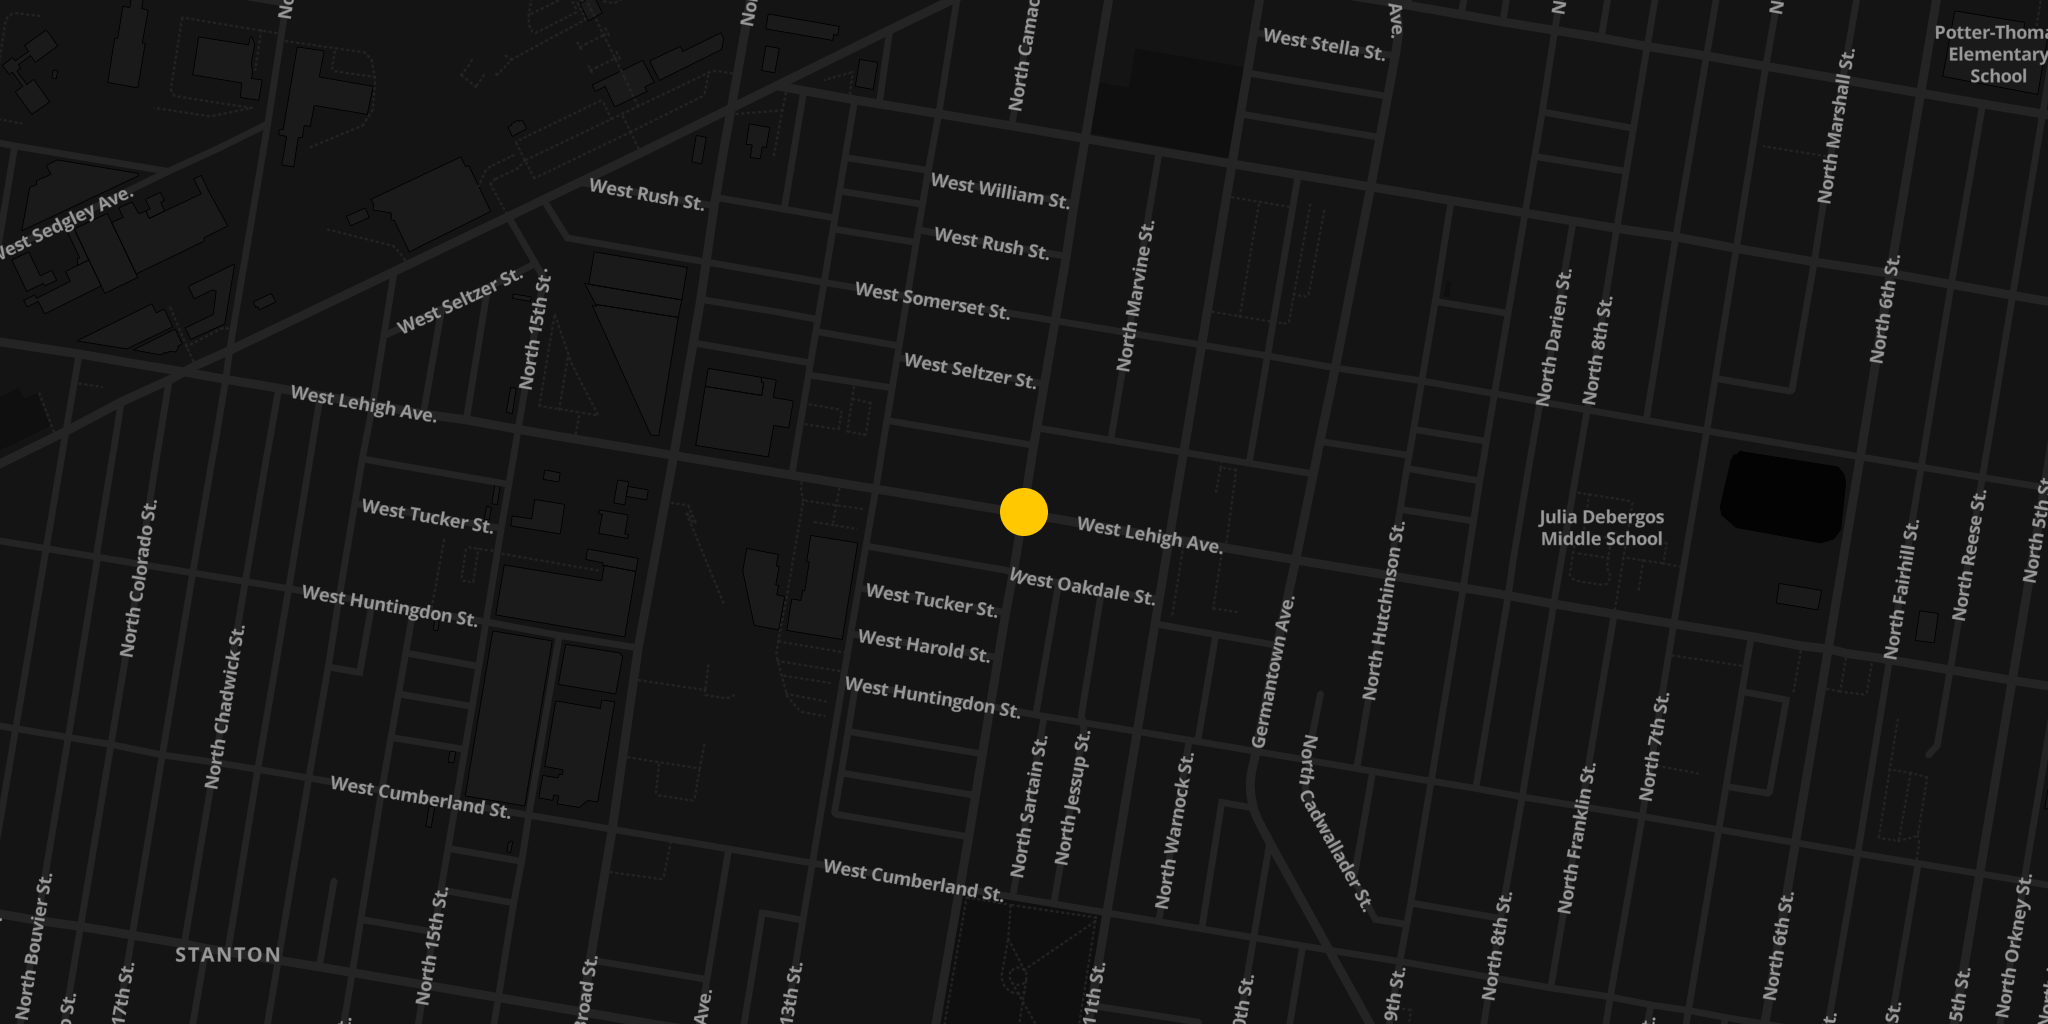 West Stella St.
Ave.
Potter-Thoma
Elementary
School
North Camac
North Marshall St.
West Sedgley Ave.
West Rush St.
West William St.
West Rush St.
North Marvine St.
West Seltzer St.
North 15th St.
West Somerset St.
North Darien St.
North 8th St.
North 6th St.
West Seltzer St.
West Lehigh Ave.
West Tucker St.
West Lehigh Ave.
Julia Debergos
Middle School
North Colorado St.
West Huntingdon St.
West Oakdale St.
West Tucker St.
West Harold St.
West Huntingdon St.
North Hutchinson St.
Germantown Ave.
North Fairhill St.
North Reese St.
North 5th St.
North Chadwick St.
West Cumberland St.
North Sartain St.
North Jessup St.
North Warnock St.
North Cadwallader St.
North 7th St.
North Franklin St.
West Cumberland St.
North Bouvier St.
STANTON
17th St.
North 15th St.
Broad St.
Ave.
13th St.
11th St.
0th St.
9th St.
North 8th St.
North 6th St.
5th St.
North Orkney St.